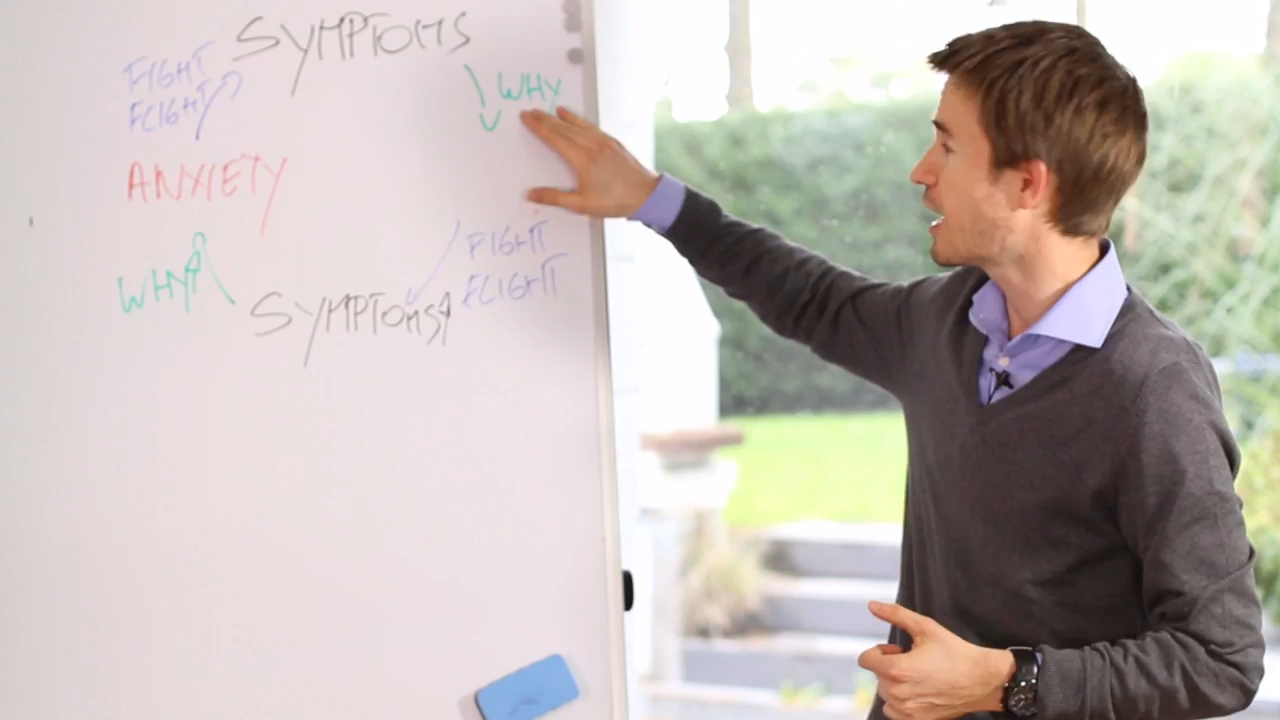 SYMPTOMS
FIGHT
FLIGHT
WHY
ANXIETY
FIGHT
FLIGHT
WHY?
SYMPTOMS